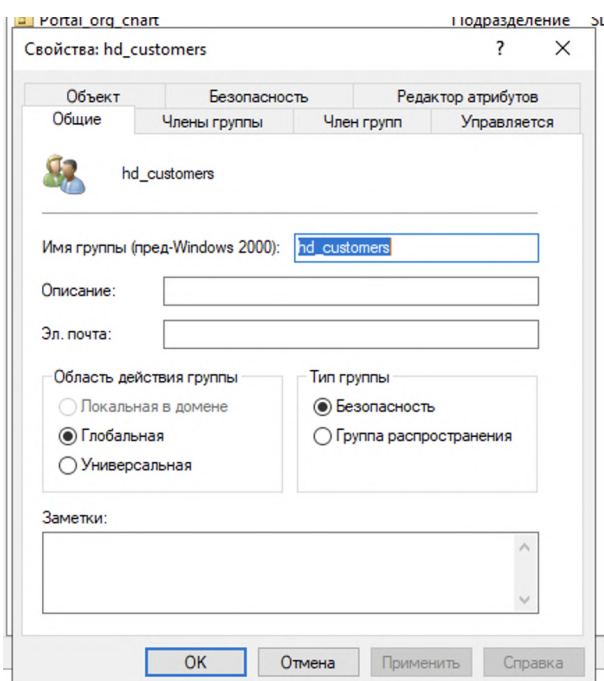 Portal_org_chart Подразделение
Свойства: hd_customers ? ×
Объект Безопасность Редактор атрибутов
Общие Члены группы Член групп Управляется
hd_customers
Имя группы (пред-Windows 2000): hd_customers
Описание:
Эл. почта:
Область действия группы Тип группы
Локальная в домене Безопасность
Глобальная Группа распространения
Универсальная
Заметки:
OK Отмена Применить Справка